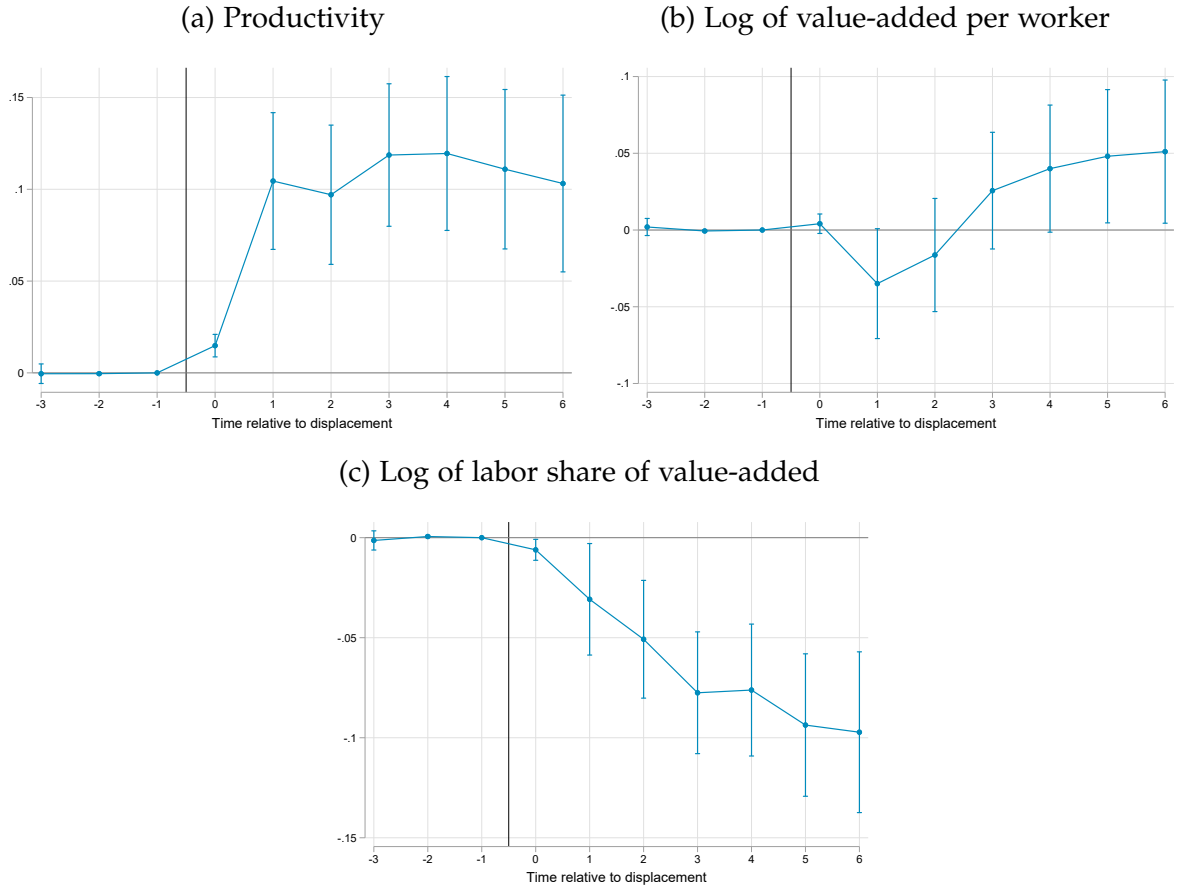 (a) Productivity
(b) Log of value-added per worker
.15
.1
.05
0
-3 -2 -1 0 1 2 3 4 5 6
Time relative to displacement
.1
.05
0
-.05
-.1
-3 -2 -1 0 1 2 3 4 5 6
Time relative to displacement
(c) Log of labor share of value-added
0
-.05
-.1
-.15
-3 -2 -1 0 1 2 3 4 5 6
Time relative to displacement